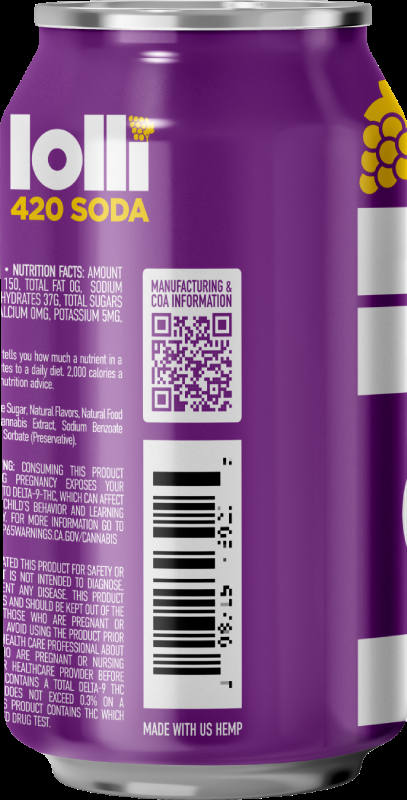 lolli
420 SODA
• NUTRITION FACTS: AMOUNT
150, TOTAL FAT 0G, SODIUM
HYDRATES 37G, TOTAL SUGARS
ALCIUM 0MG, POTASSIUM 5MG,
tells you how much a nutrient in a
tes to a daily diet. 2,000 calories a
nutrition advice.
e Sugar, Natural Flavors, Natural Food
annabis Extract, Sodium Benzoate
Sorbate (Preservative).
NG: CONSUMING THIS PRODUCT
G PREGNANCY EXPOSES YOUR
TO DELTA-9-THC, WHICH CAN AFFECT
CHILD'S BEHAVIOR AND LEARNING
Y. FOR MORE INFORMATION GO TO
P65WARNINGS.CA.GOV/CANNABIS
ATED THIS PRODUCT FOR SAFETY OR
T IS NOT INTENDED TO DIAGNOSE,
ENT ANY DISEASE. THIS PRODUCT
S AND SHOULD BE KEPT OUT OF THE
THOSE WHO ARE PREGNANT OR
AVOID USING THE PRODUCT PRIOR
HEALTH CARE PROFESSIONAL ABOUT
HO ARE PREGNANT OR NURSING
R HEALTHCARE PROVIDER BEFORE
CONTAINS A TOTAL DELTA-9 THC
DOES NOT EXCEED 0.3% ON A
S PRODUCT CONTAINS THC WHICH
D DRUG TEST.
MANUFACTURING &
COA INFORMATION
MADE WITH US HEMP